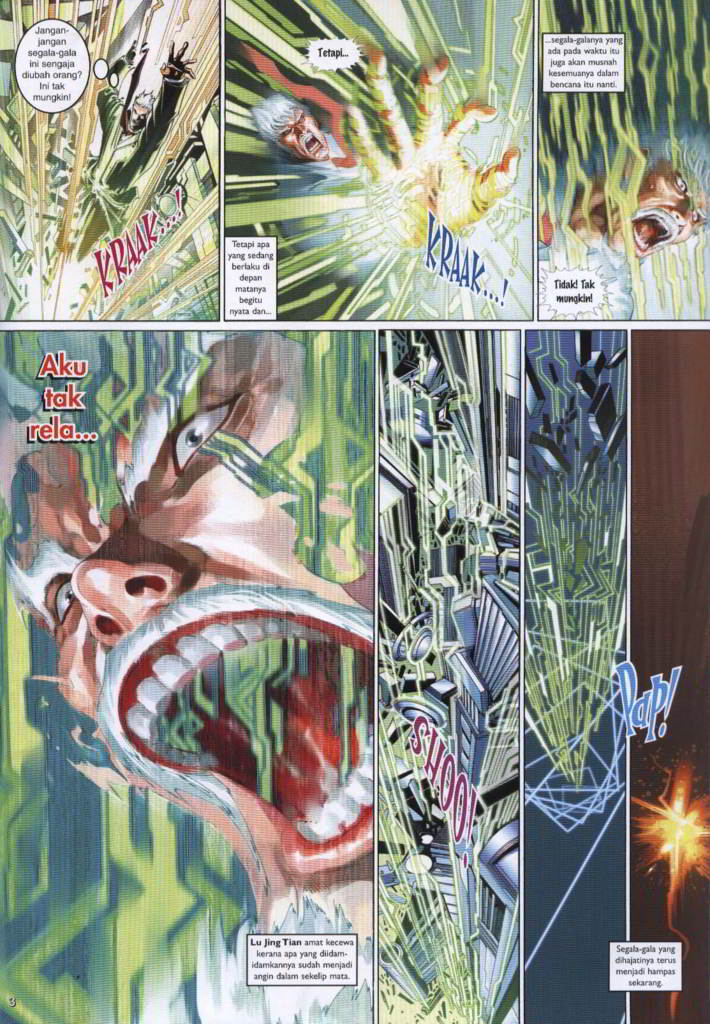 Jangan-
jangan
segala-gala
ini sengaja
diubah orang?
Ini tak
mungkin!
KRAAK...!
Tetapi...
KRAAK...!
Tetapi apa
yang sedang
berlaku di
depan
matanya
begitu
nyata dan...
...segala-galanya yang
ada pada waktu itu
juga akan musnah
kesemuanya dalam
bencana itu nanti.
Tidak! Tak
mungkin!
Aku
tak
rela...
Lu Jing Tian amat kecewa
kerana apa yang diidam-
idamkannya sudah menjadi
angin dalam sekelip mata.
SHOO!
Pap!
Segala-gala yang
dihajatinya terus
menjadi hampas
sekarang.
3